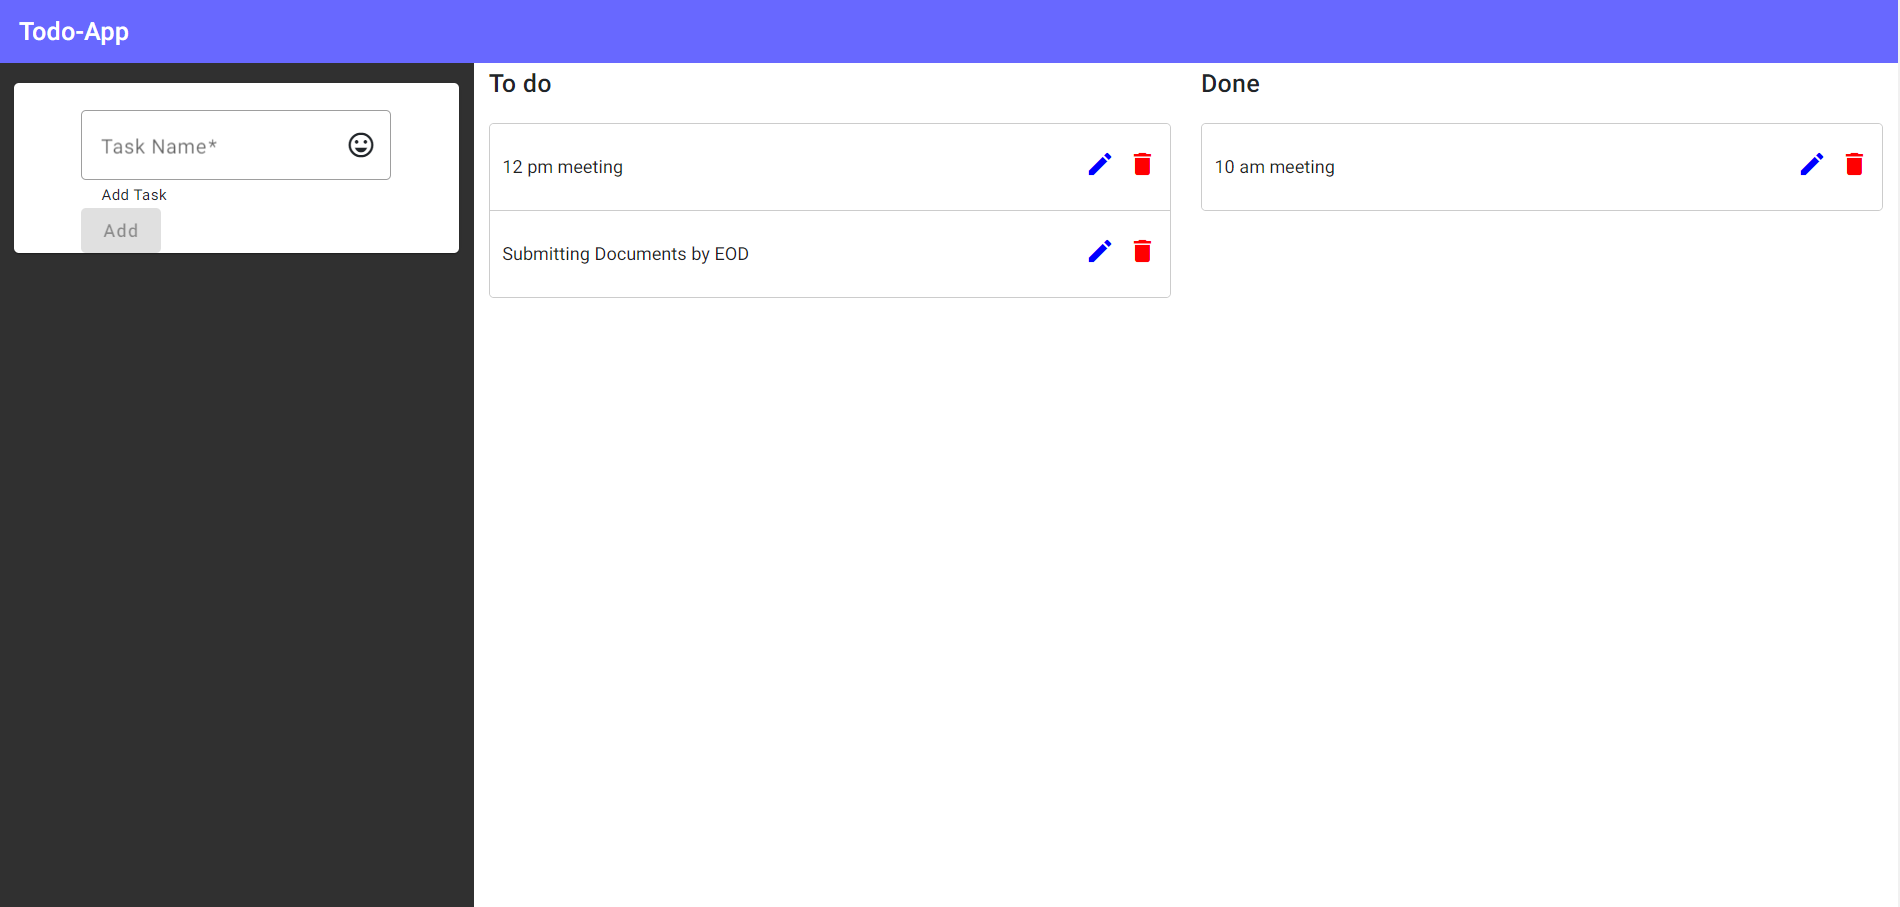 Todo-App
Task Name*
Add Task
Add
To do
12 pm meeting
Submitting Documents by EOD
Done
10 am meeting